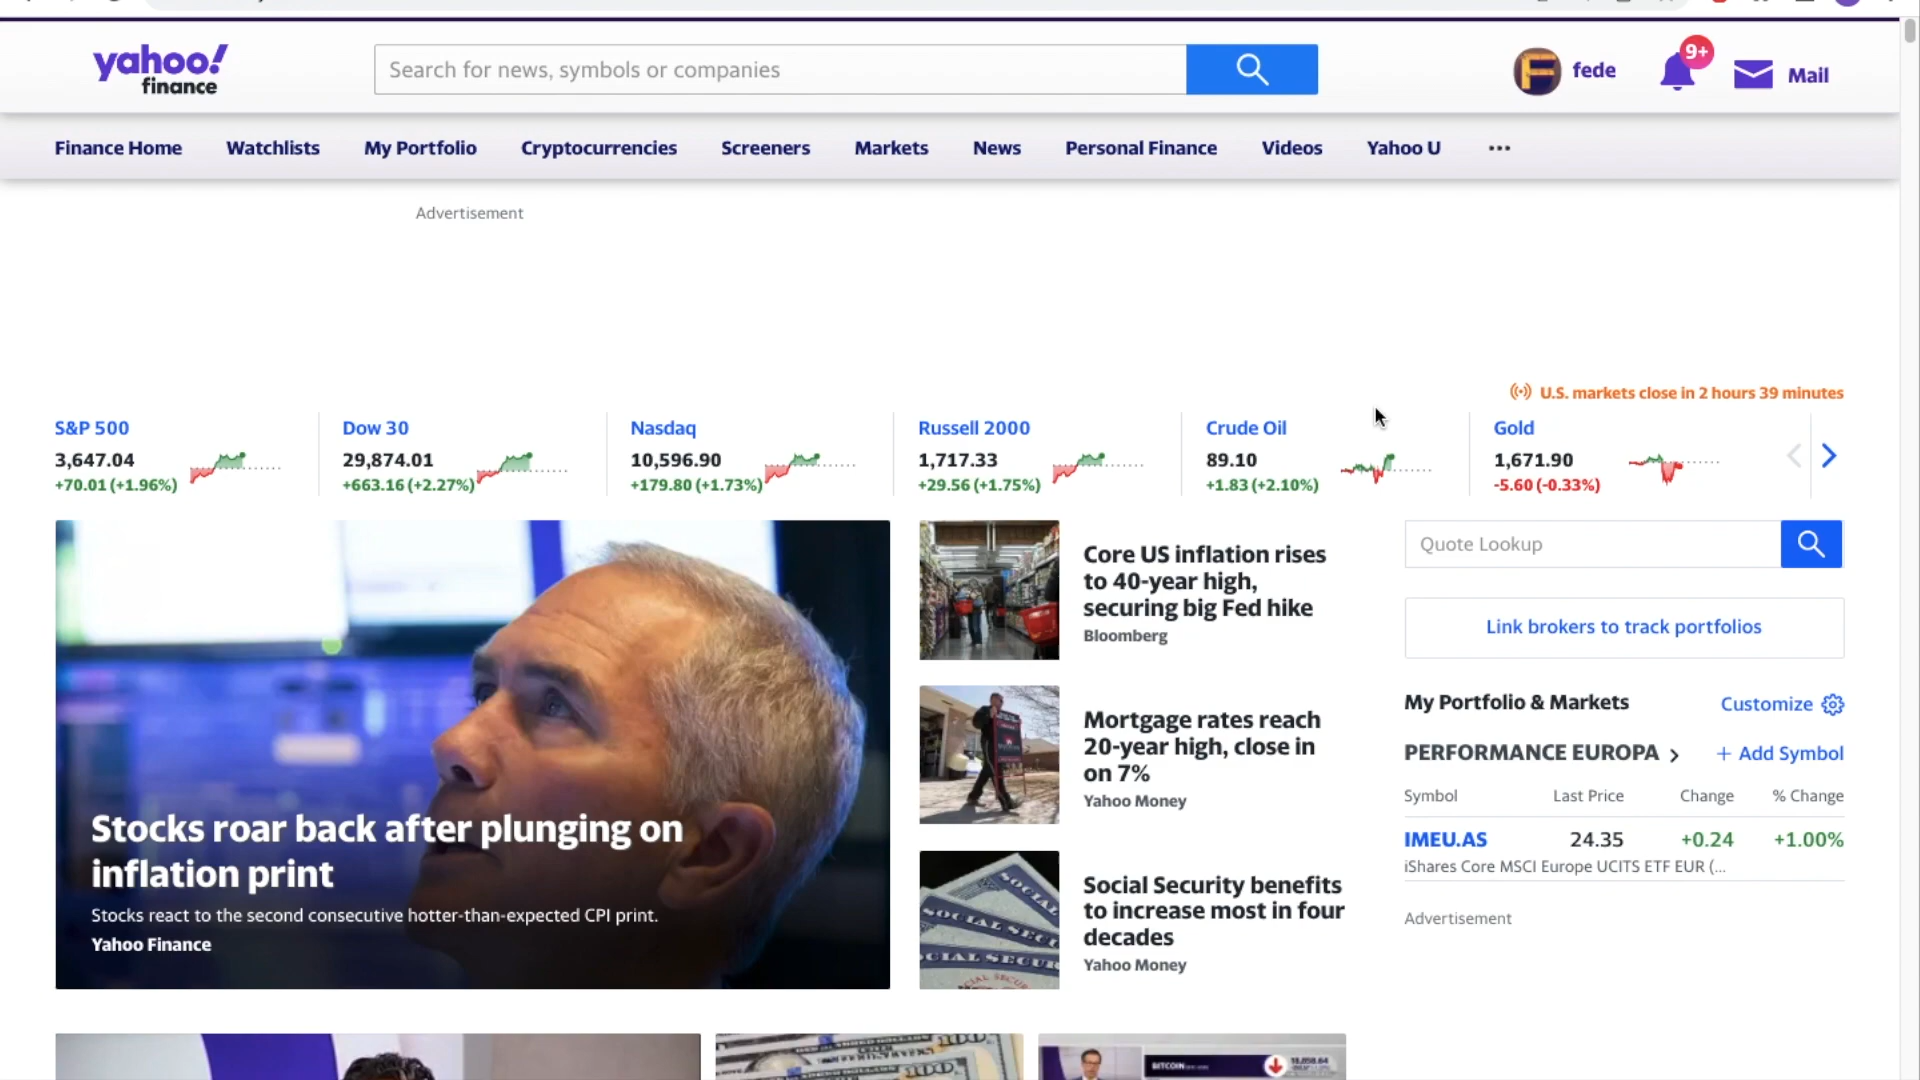 yahoo!
finance
Search for news, symbols or companies
fede
9+
Mail
Finance Home
Watchlists
My Portfolio
Cryptocurrencies
Screeners
Markets
News
Personal Finance
Videos
Yahoo U
•••
Advertisement
U.S. markets close in 2 hours 39 minutes
S&P 500
3,647.04
+70.01 (+1.96%)
Dow 30
29,874.01
+663.16 (+2.27%)
Nasdaq
10,596.90
+179.80 (+1.73%)
Russell 2000
1,717.33
+29.56 (+1.75%)
Crude Oil
89.10
+1.83 (+2.10%)
Gold
1,671.90
-5.60 (-0.33%)
Stocks roar back after plunging on
inflation print
Stocks react to the second consecutive hotter-than-expected CPI print.
Yahoo Finance
Core US inflation rises
to 40-year high,
securing big Fed hike
Bloomberg
Mortgage rates reach
20-year high, close in
on 7%
Yahoo Money
SOCIAL SECURITY
Social Security benefits
to increase most in four
decades
Yahoo Money
Quote Lookup
Link brokers to track portfolios
My Portfolio & Markets
Customize
PERFORMANCE EUROPA
+ Add Symbol
Symbol Last Price Change % Change
IMEU.AS 24.35 +0.24 +1.00%
iShares Core MSCI Europe UCITS ETF EUR (...
Advertisement
100
BITCOIN